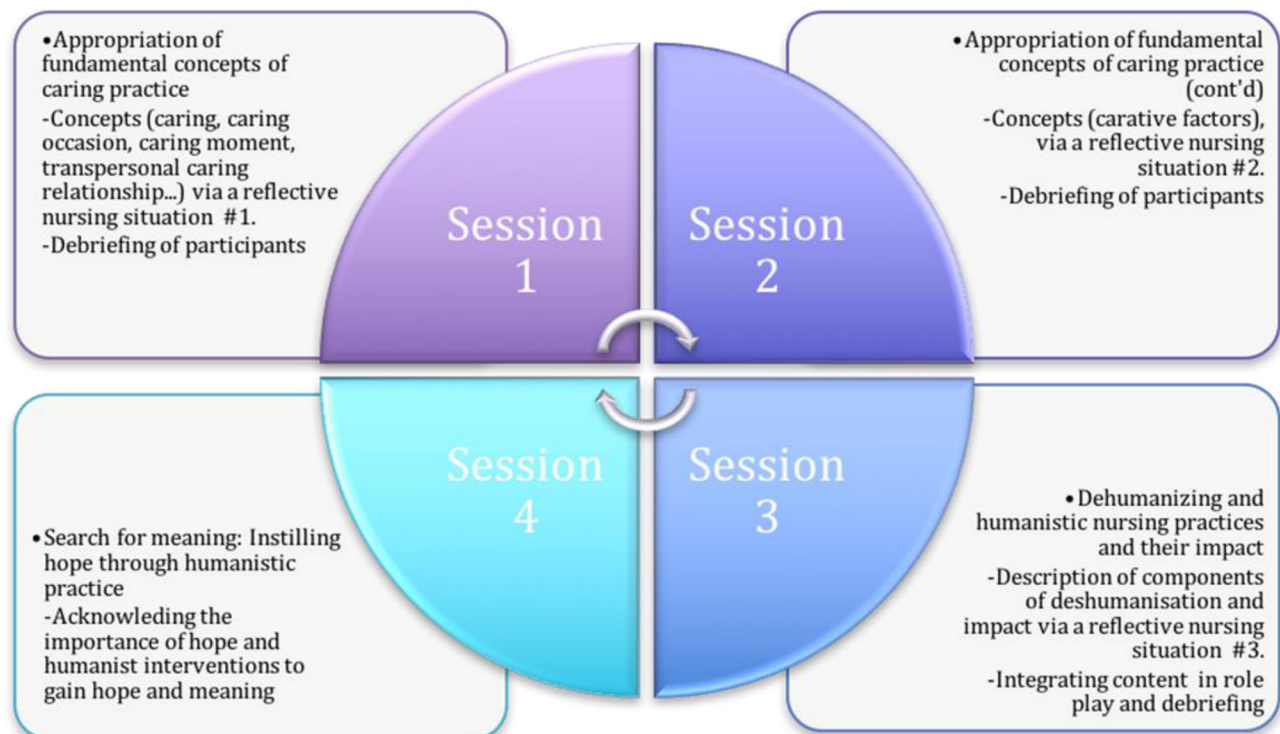 •Appropriation of
fundamental concepts of
caring practice
-Concepts (caring, caring
occasion, caring moment,
transpersonal caring
relationship...) via a reflective
nursing situation #1.
-Debriefing of participants
Session
1
Session
2
•Appropriation of fundamental
concepts of caring practice
(cont'd)
-Concepts (carative factors),
via a reflective nursing
situation #2.
-Debriefing of participants
•Search for meaning: Instilling
hope through humanistic
practice
-Acknowleding the
importance of hope and
humanist interventions to
gain hope and meaning
Session
4
Session
3
•Dehumanizing and
humanistic nursing practices
and their impact
-Description of components
of deshumanisation and
impact via a reflective nursing
situation #3.
-Integrating content in role
play and debriefing